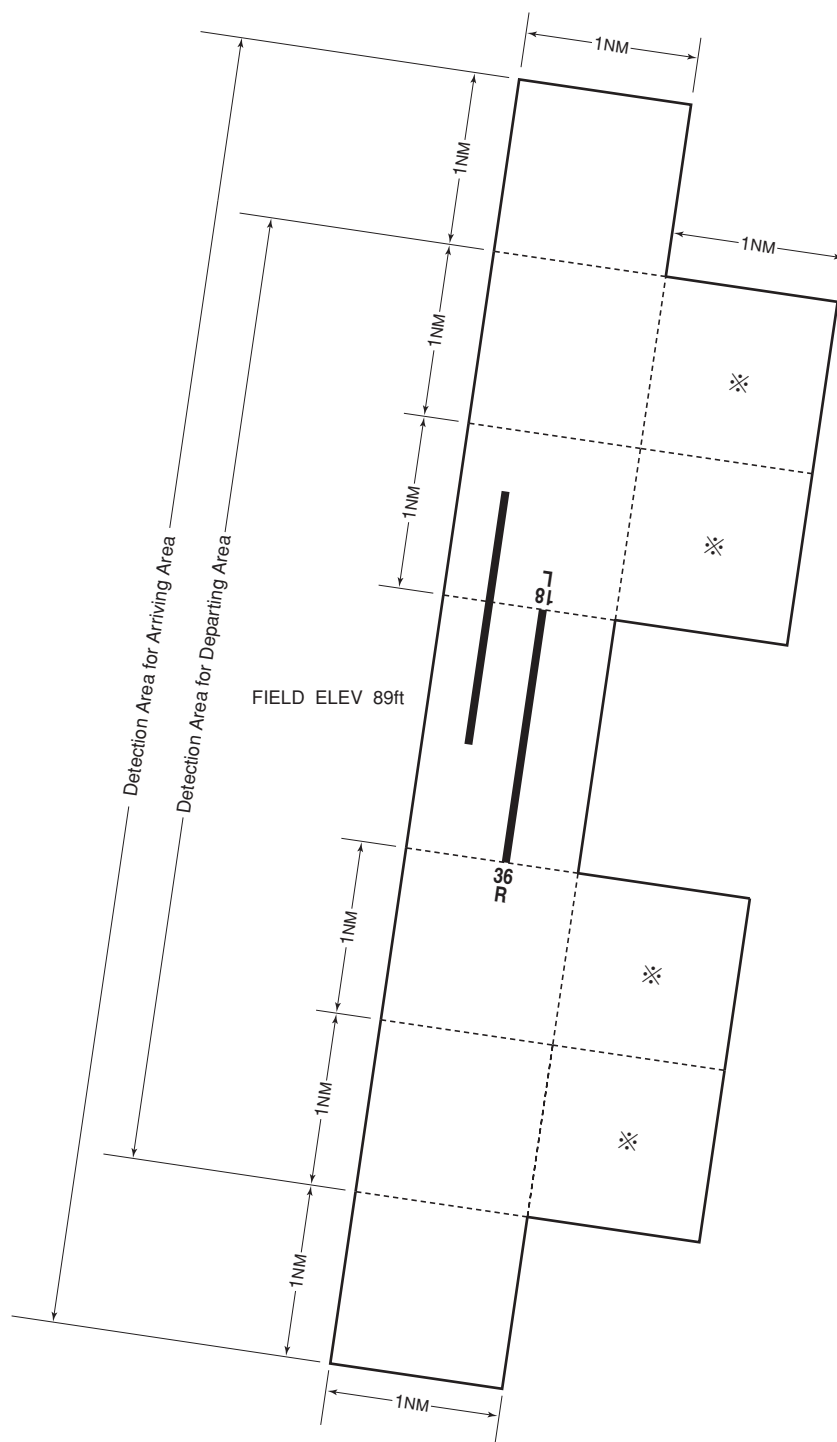 1NM
1NM
1NM
1NM
※
1NM
※
18
L
Detection Area for Arriving Area
Detection Area for Departing Area
FIELD ELEV 89ft
36
R
1NM
※
1NM
※
1NM
1NM